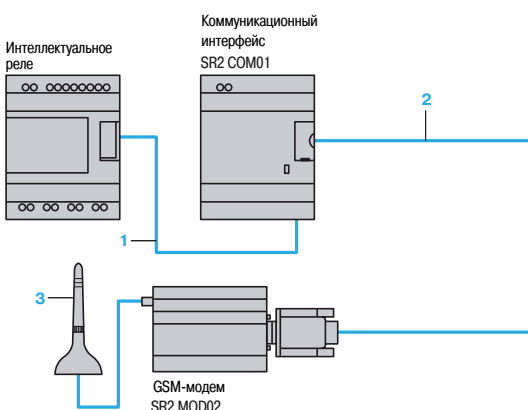 Коммуникационный
интерфейс
SR2 COM01
Интеллектуальное
реле
2
1
3
GSM-модем
SR2 MOD02